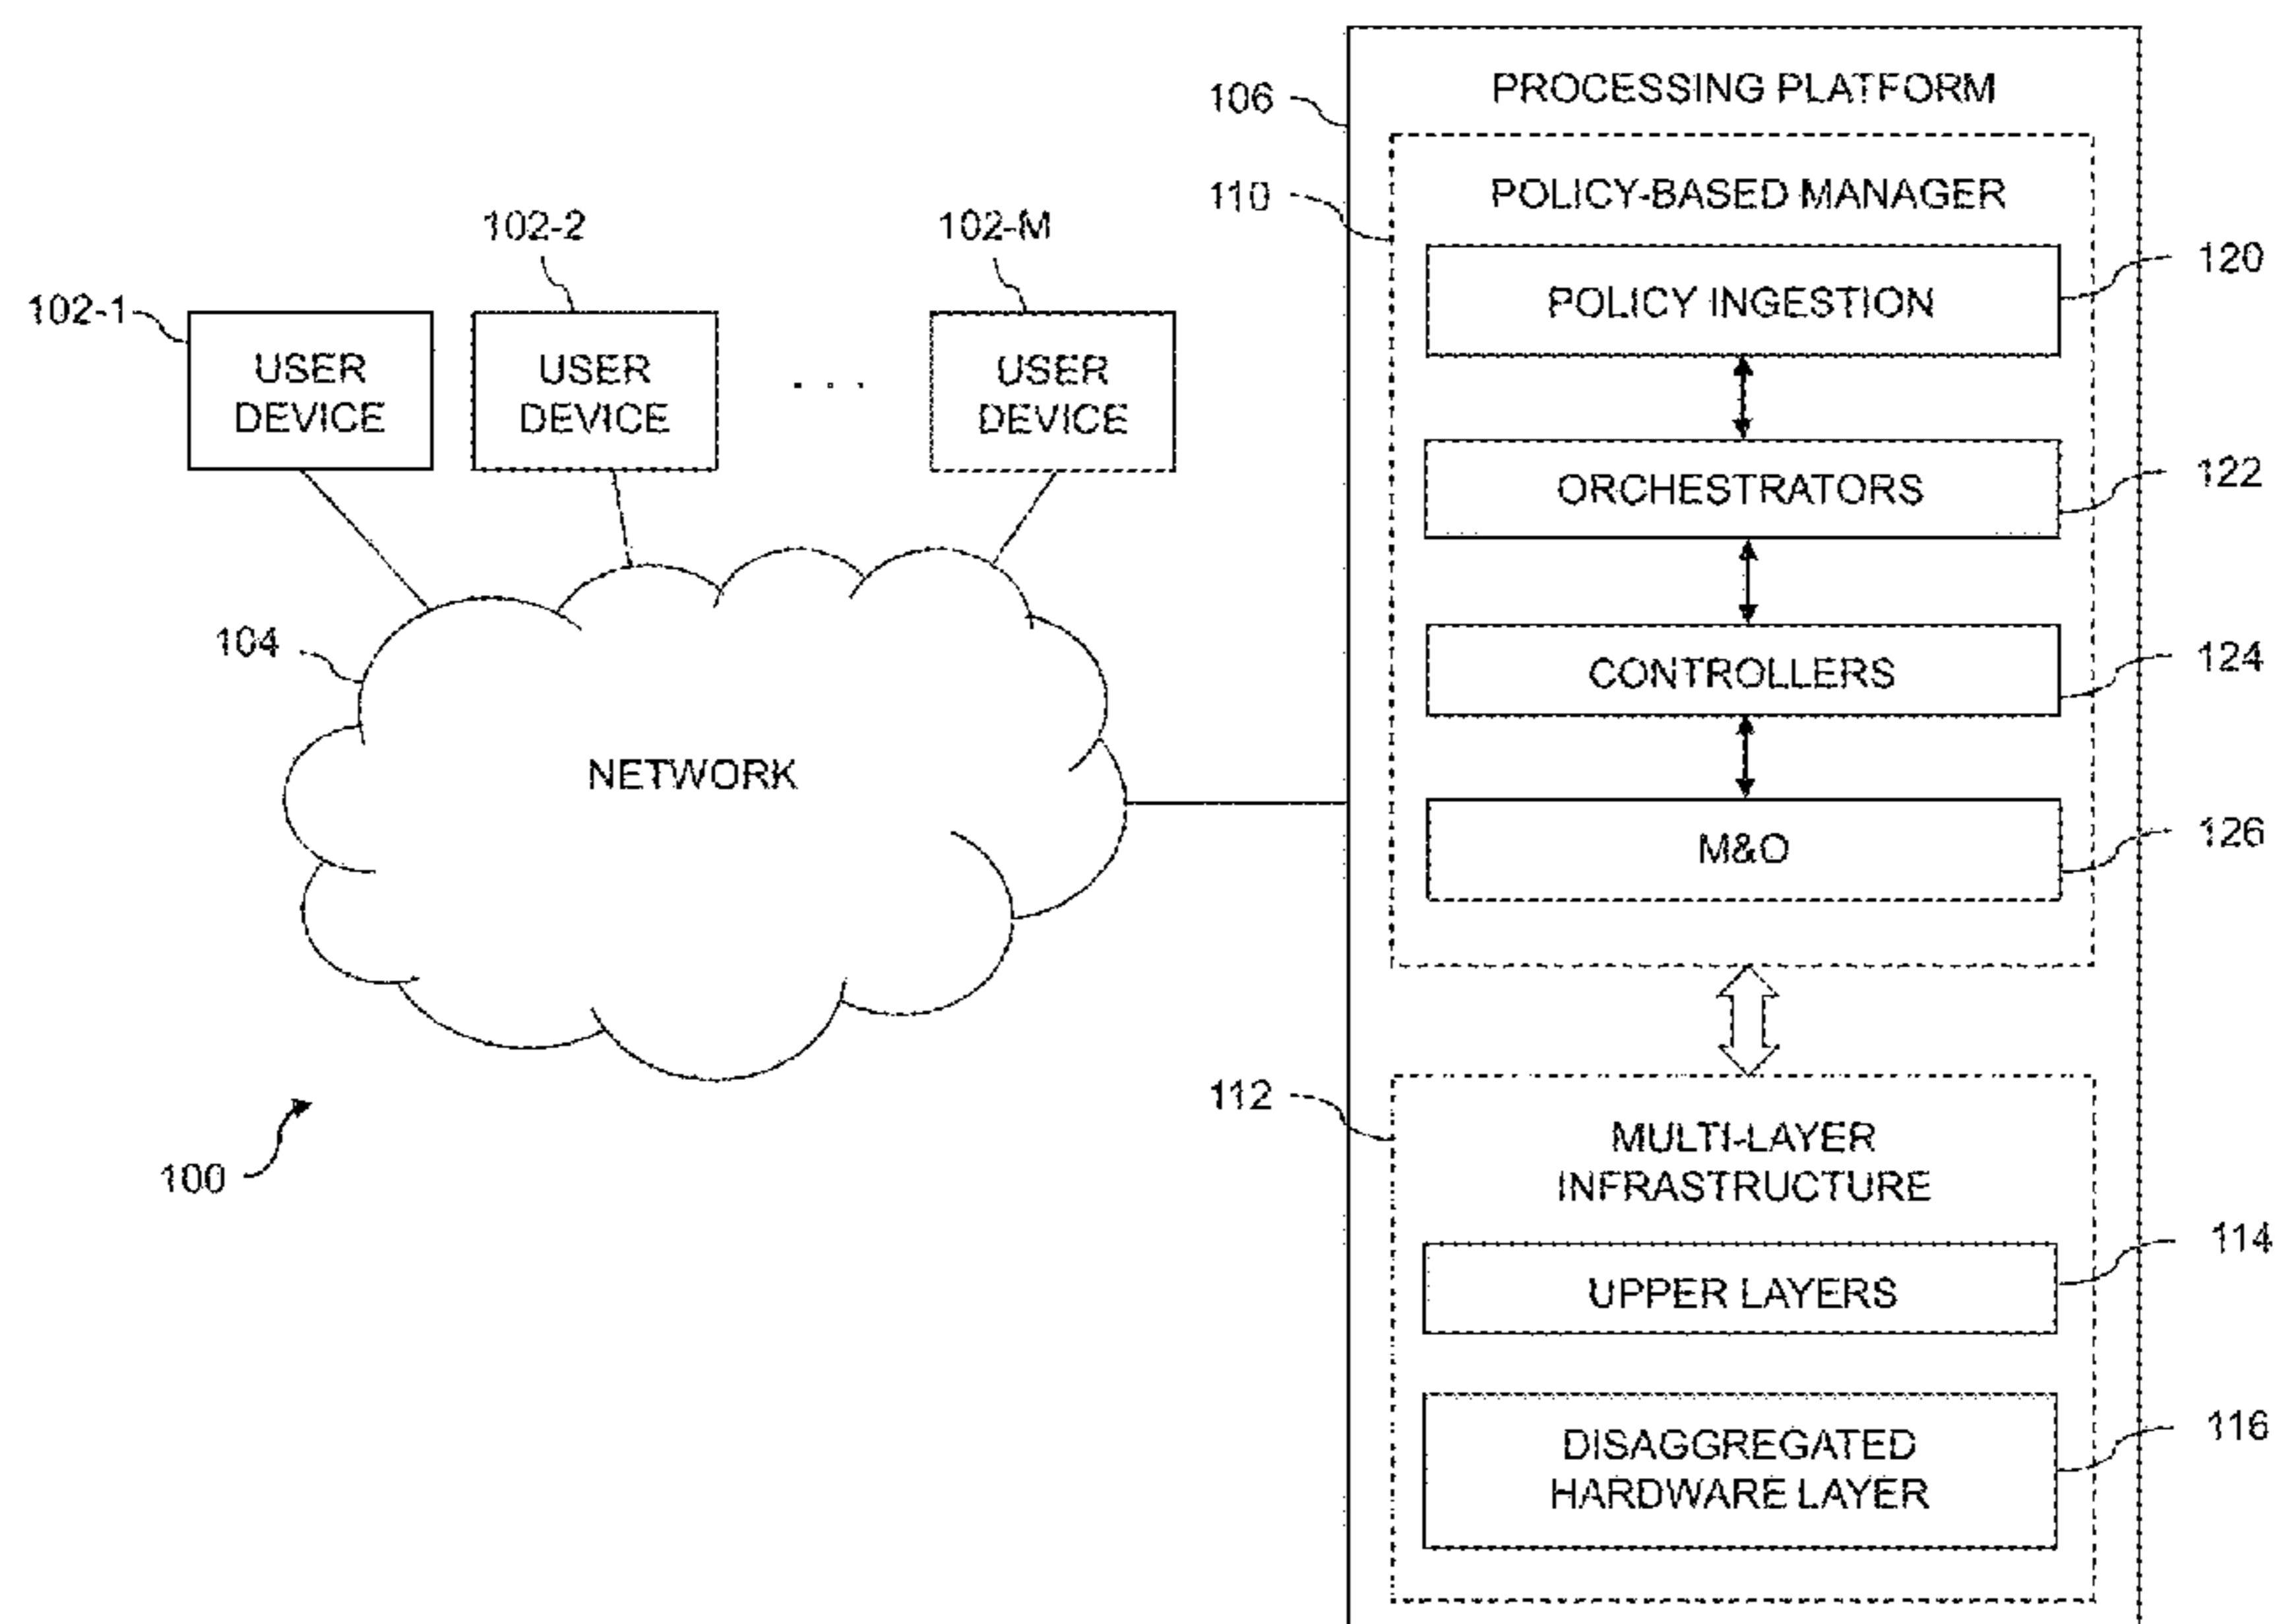 106
PROCESSING PLATFORM
110
POLICY-BASED MANAGER
102-1
102-2
102-M
USER
DEVICE
USER
DEVICE
. . .
USER
DEVICE
POLICY INGESTION
120
ORCHESTRATORS
122
104
NETWORK
CONTROLLERS
124
M&O
126
100
112
MULTI-LAYER
INFRASTRUCTURE
UPPER LAYERS
114
DISAGGREGATED
HARDWARE LAYER
116